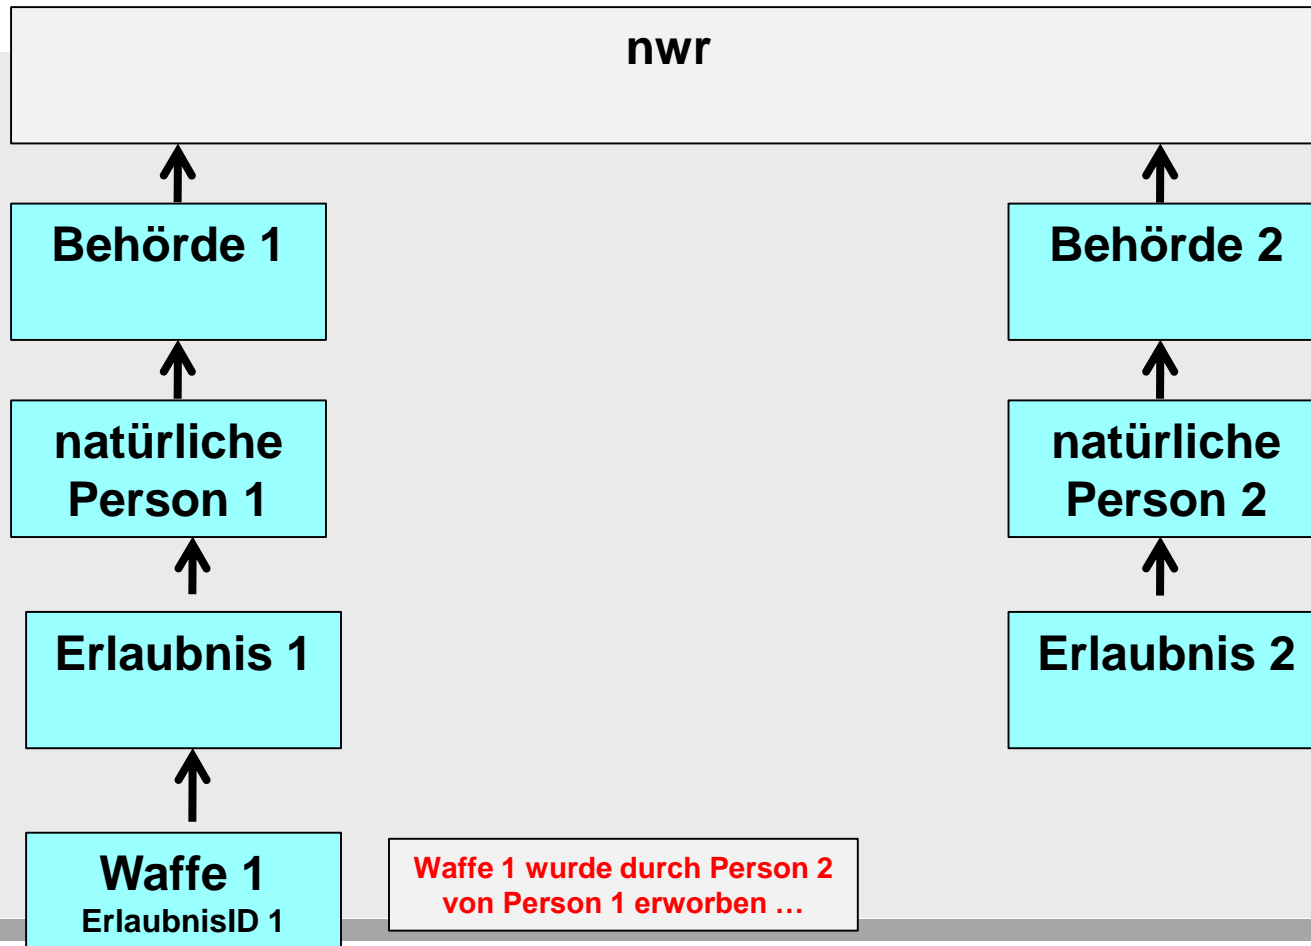 nwr
Behörde 1
Behörde 2
natürliche
Person 1
natürliche
Person 2
Erlaubnis 1
Erlaubnis 2
Waffe 1
ErlaubnisID 1
Waffe 1 wurde durch Person 2
von Person 1 erworben …